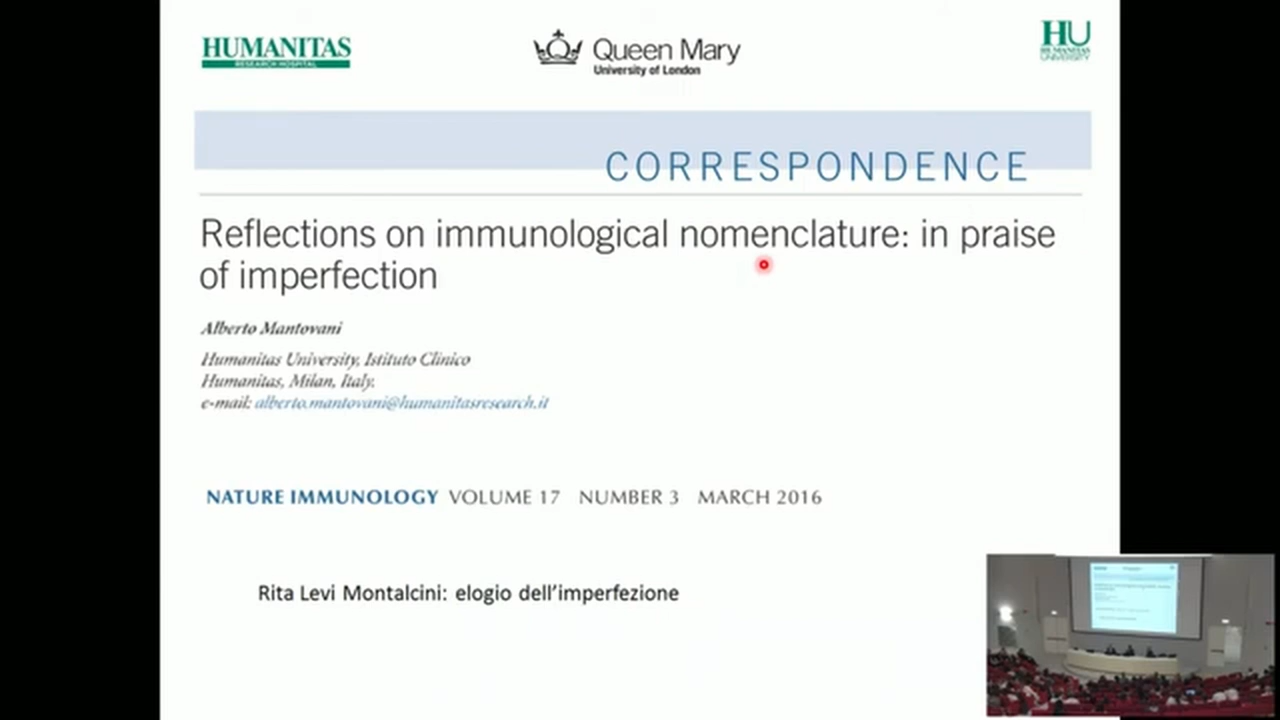 HUMANITAS
RESEARCH HOSPITAL
Queen Mary
University of London
HU
HUMANITAS
UNIVERSITY
CORRESPONDENCE
Reflections on immunological nomenclature: in praise
of imperfection
Alberto Mantovani
Humanitas University, Istituto Clinico
Humanitas, Milan, Italy.
e-mail: alberto.mantovani@humanitasresearch.it
NATURE IMMUNOLOGY VOLUME 17 NUMBER 3 MARCH 2016
Rita Levi Montalcini: elogio dell'imperfezione